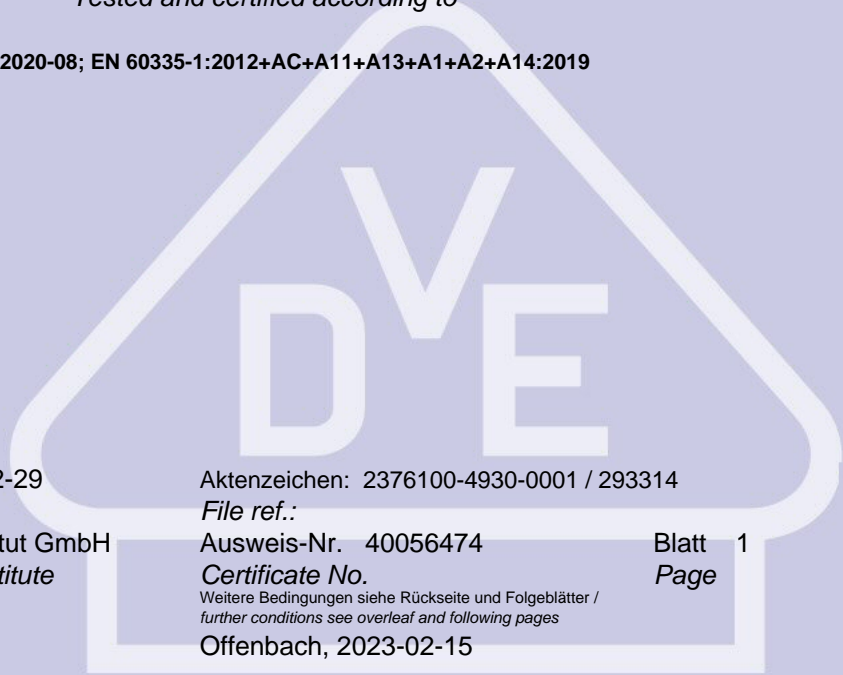 Tested and certified according to
2020-08; EN 60335-1:2012+AC+A11+A13+A1+A2+A14:2019
VDE
2-29 Aktenzeichen: 2376100-4930-0001 / 293314
File ref.:
tut GmbH Ausweis-Nr. 40056474 Blatt 1
titute Certificate No. Page
Weitere Bedingungen siehe Rückseite und Folgeblätter /
further conditions see overleaf and following pages
Offenbach, 2023-02-15